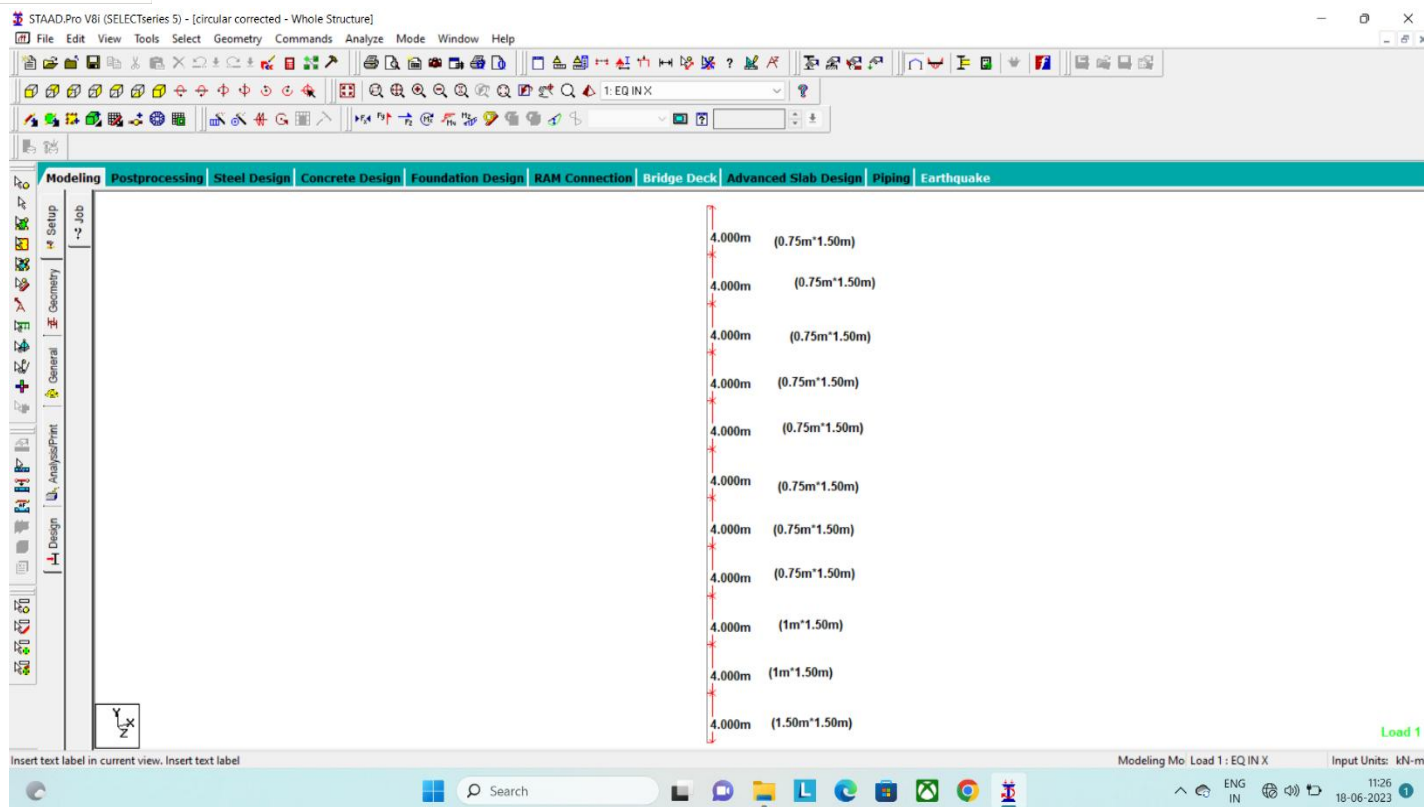 STAAD.Pro V8i (SELECTseries 5) - [circular corrected - Whole Structure]
File Edit View Tools Select Geometry Commands Analyze Mode Window Help
1: EQ IN X
Modeling Postprocessing Steel Design Concrete Design Foundation Design RAM Connection Bridge Deck Advanced Slab Design Piping Earthquake
Setup
Job
Geometry
General
Analysis/Print
Design
4.000m (0.75m*1.50m)
4.000m (0.75m*1.50m)
4.000m (0.75m*1.50m)
4.000m (0.75m*1.50m)
4.000m (0.75m*1.50m)
4.000m (0.75m*1.50m)
4.000m (0.75m*1.50m)
4.000m (0.75m*1.50m)
4.000m (1m*1.50m)
4.000m (1m*1.50m)
4.000m (1.50m*1.50m)
Y
X
Z
Load 1
Insert text label in current view. Insert text label
Modeling Mo Load 1 : EQ IN X Input Units: kN-m
Search
ENG
IN
11:26
18-06-2023
1